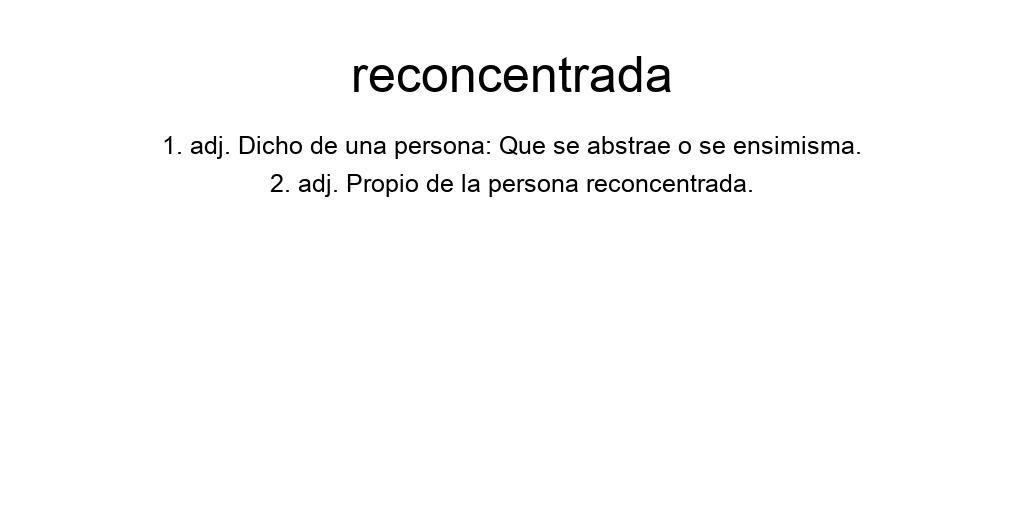 reconcentrada
1. adj. Dicho de una persona: Que se abstrae o se ensimisma.
2. adj. Propio de la persona reconcentrada.